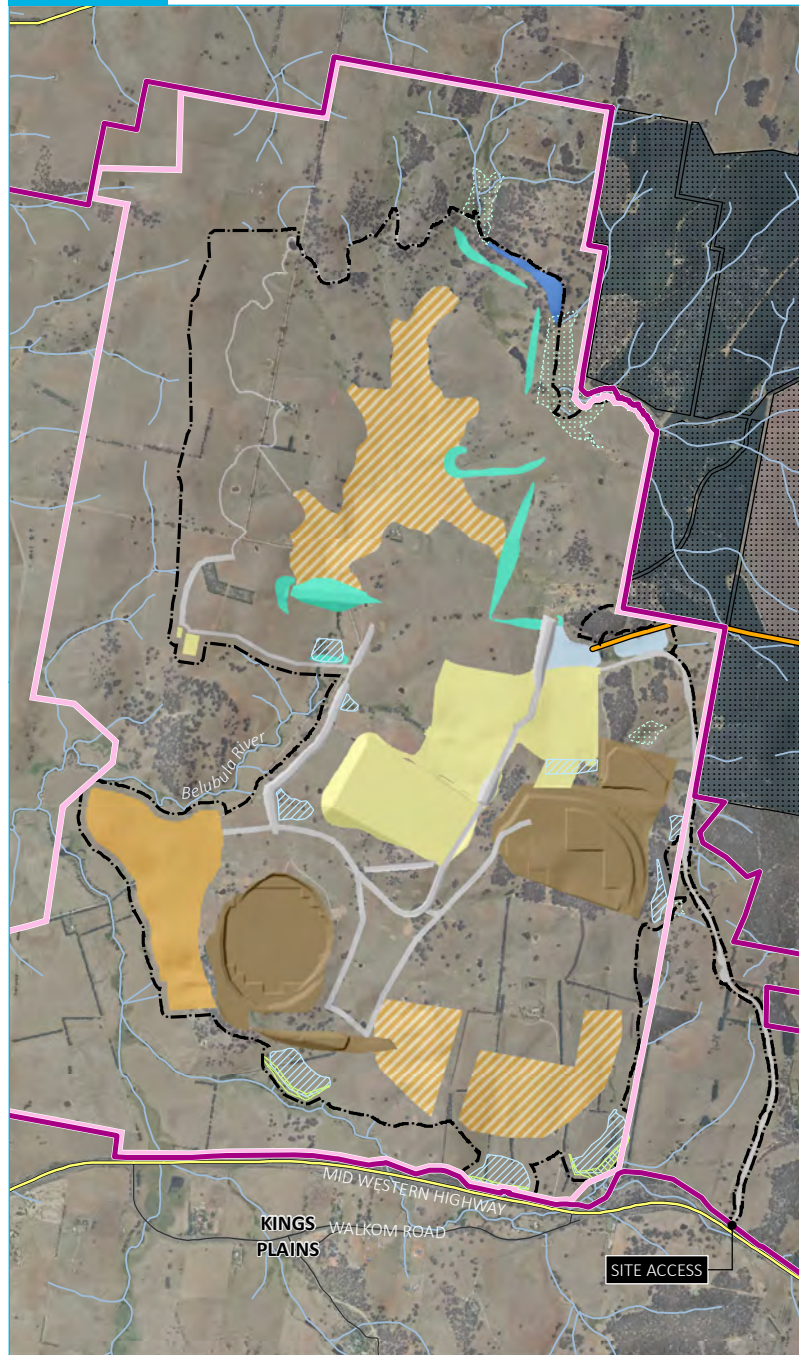 Belubula River
MID WESTERN HIGHWAY
KINGS
PLAINS
WALKOM ROAD
SITE ACCESS